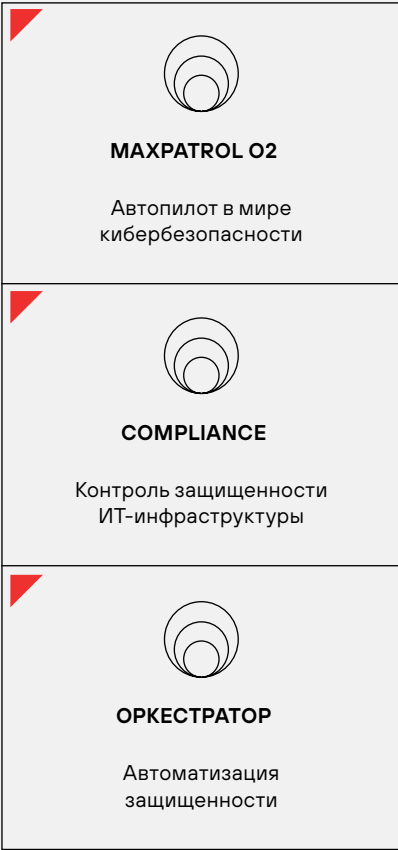 MAXPATROL O2
Автопилот в мире
кибербезопасности
COMPLIANCE
Контроль защищенности
ИТ-инфраструктуры
ОРКЕСТРАТОР
Автоматизация
защищенности